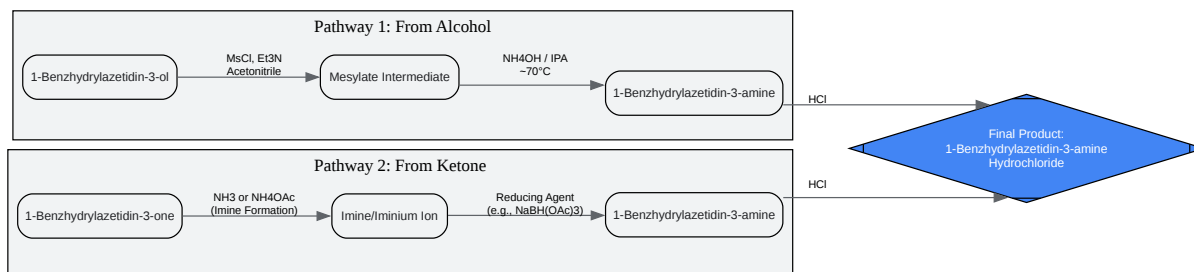 Pathway 1: From Alcohol
1-Benzhydrylazetidin-3-ol
MsCl, Et3N
Acetonitrile
Mesylate Intermediate
NH4OH / IPA
~70°C
1-Benzhydrylazetidin-3-amine
HCl
Final Product:
1-Benzhydrylazetidin-3-amine
Hydrochloride
Pathway 2: From Ketone
1-Benzhydrylazetidin-3-one
NH3 or NH4OAc
(Imine Formation)
Imine/Iminium Ion
Reducing Agent
(e.g., NaBH(OAc)3)
1-Benzhydrylazetidin-3-amine
HCl